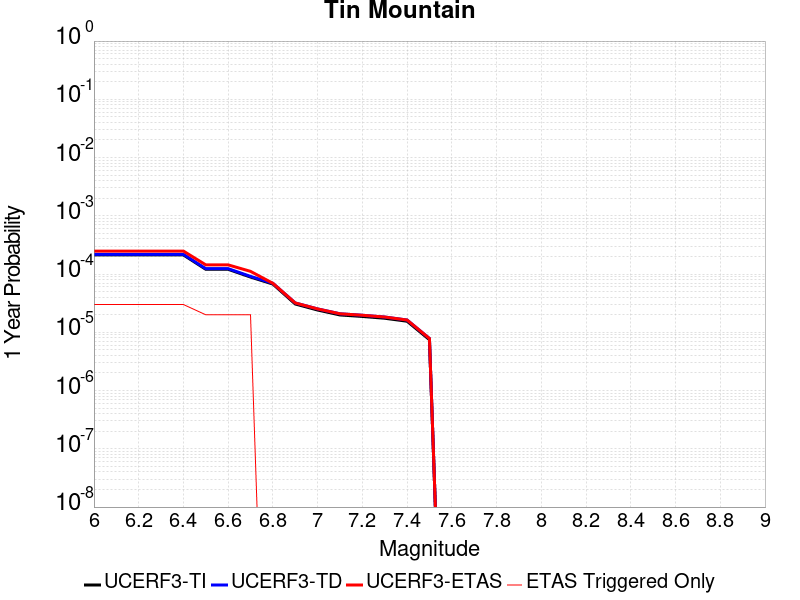 Tin Mountain
10^0
10^-1
10^-2
10^-3
10^-4
10^-5
10^-6
10^-7
10^-8
1 Year Probability
6 6.2 6.4 6.6 6.8 7 7.2 7.4 7.6 7.8 8 8.2 8.4 8.6 8.8 9
Magnitude
UCERF3-TI UCERF3-TD UCERF3-ETAS ETAS Triggered Only